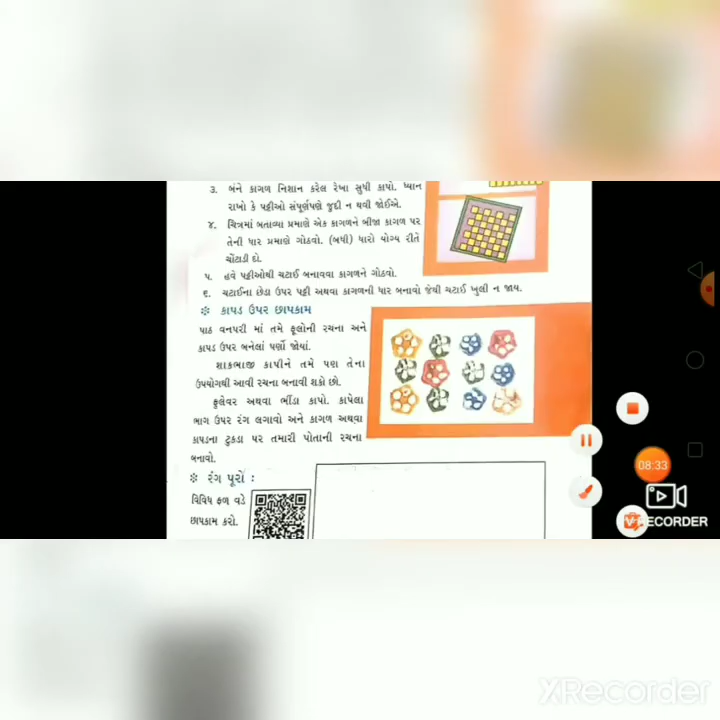 ૩. બંને કાગળ નિશાન કરેલ રેખા સુધી કાપો. ધ્યાન
રાખો કે પટ્ટીઓ સંપૂર્ણપણે જુદી ન થવી જોઈએ.
૪. ચિત્રમાં બતાવ્યા પ્રમાણે એક કાગળને બીજા કાગળ પર
તેની ધાર પ્રમાણે ગોઠવો. (બધી) ધારો યોગ્ય રીતે
ચોંટાડી દો.
૫. હવે પટ્ટીઓથી ચટાઈ બનાવવા કાગળને ગોઠવો.
૬. ચટાઈના છેડા ઉપર પટ્ટી અથવા કાગળની ધાર બનાવો જેથી ચટાઈ ખુલી ન જાય.
❇ કાપડ ઉપર છાપકામ
પાઠ વનપરી માં તમે ફૂલોની રચના અને
કાપડ ઉપર બનેલાં પર્ણો જોયાં.
શાકભાજી કાપીને તમે પણ તેના
ઉપયોગથી આવી રચના બનાવી શકો છો.
ફુલેવર અથવા ભીંડા કાપો. કાપેલા
ભાગ ઉપર રંગ લગાવો અને કાગળ અથવા
કાપડના ટુકડા પર તમારી પોતાની રચના
બનાવો.
❇ રંગ પૂરો :
વિવિધ ફળ વડે
છાપકામ કરો.
08:33
RECORDER
XRecorder